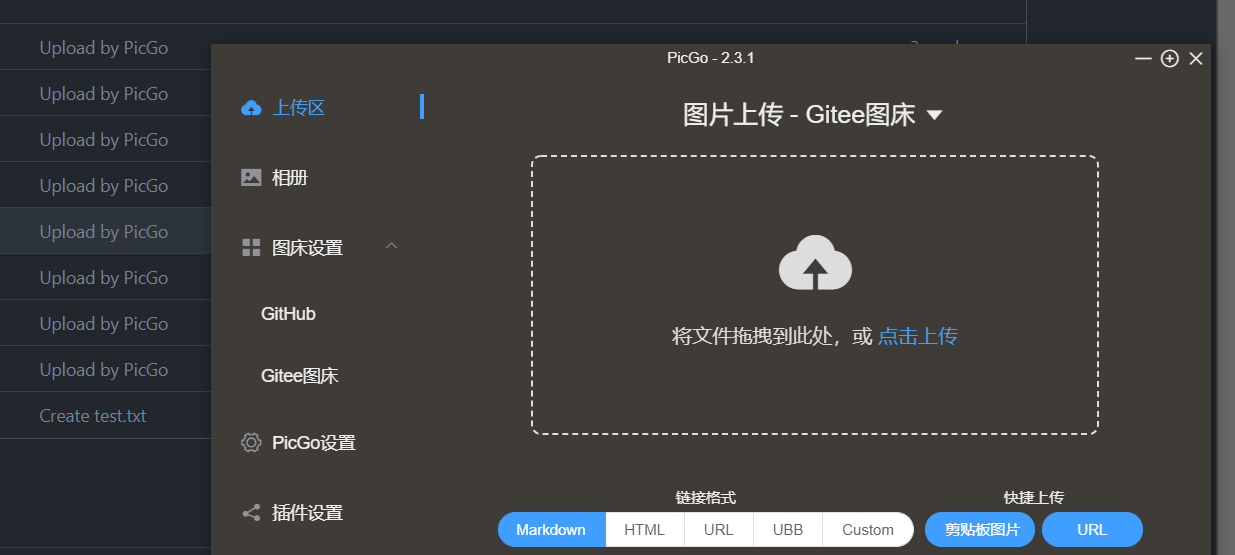 Upload by PicGo
Upload by PicGo
Upload by PicGo
Upload by PicGo
Upload by PicGo
Upload by PicGo
Upload by PicGo
Upload by PicGo
Create test.txt
PicGo - 2.3.1
上传区
相册
图床设置
GitHub
Gitee图床
PicGo设置
插件设置
图片上传 - Gitee图床
将文件拖拽到此处，或 点击上传
链接格式
Markdown HTML URL UBB Custom
快捷上传
剪贴板图片 URL